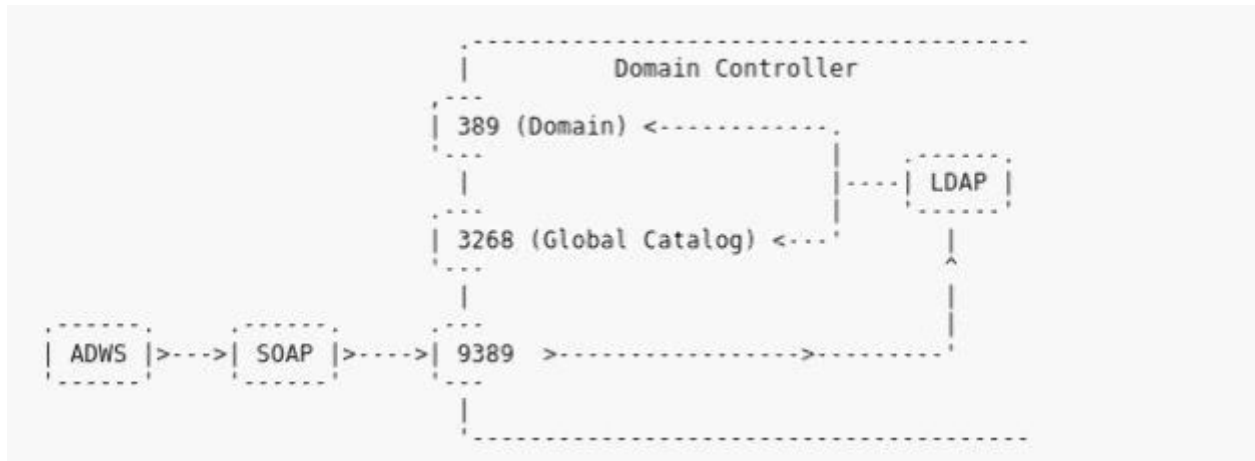 Domain Controller
389 (Domain) <------------.
|----| LDAP |
3268 (Global Catalog) <---'
| ADWS |>--->| SOAP |>---->| 9389 >----------------->---------'